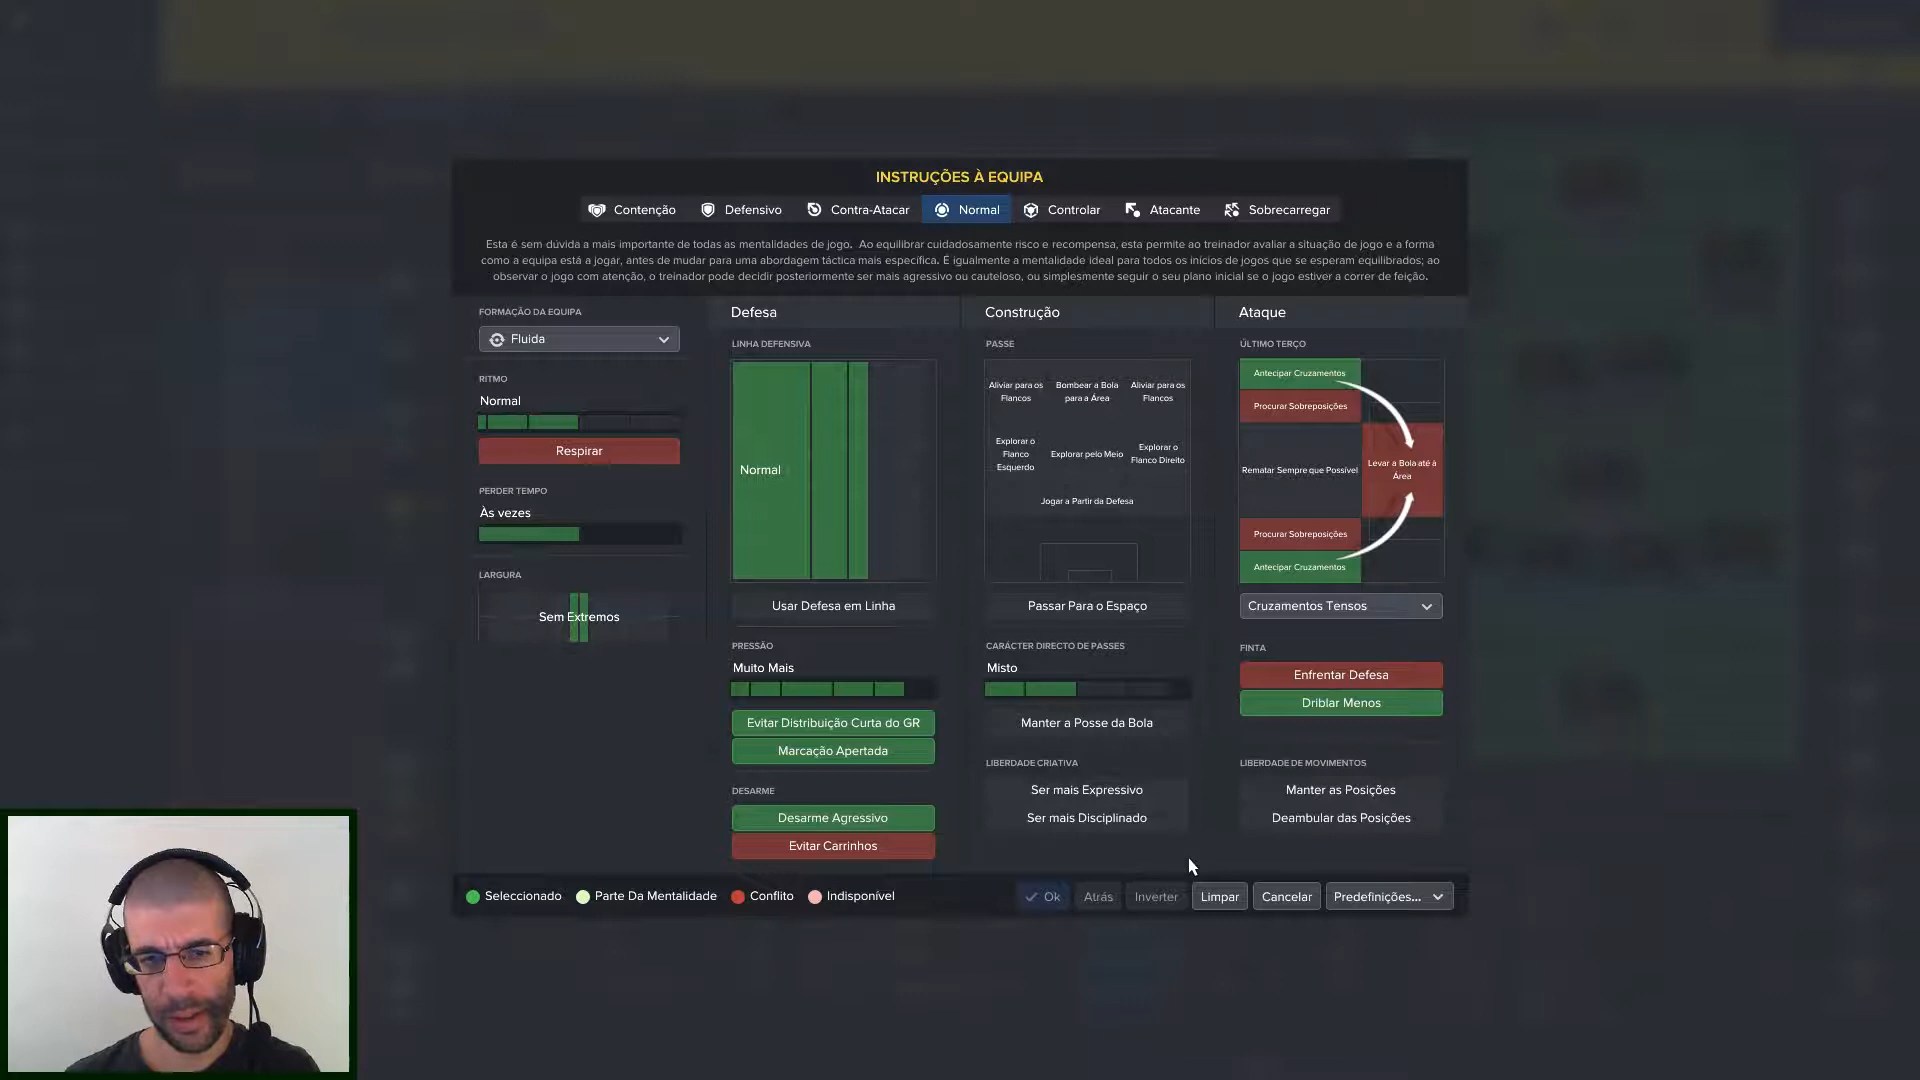 INSTRUÇÕES À EQUIPA
Contenção
Defensivo
Contra-Atacar
Normal
Controlar
Atacante
Sobrecarregar
Esta é sem dúvida a mais importante de todas as mentalidades de jogo. Ao equilibrar cuidadosamente risco e recompensa, esta permite ao treinador avaliar a situação de jogo e a forma
como a equipa está a jogar, antes de mudar para uma abordagem táctica mais específica. É igualmente a mentalidade ideal para todos os inícios de jogos que se esperam equilibrados; ao
observar o jogo com atenção, o treinador pode decidir posteriormente ser mais agressivo ou cauteloso, ou simplesmente seguir o seu plano inicial se o jogo estiver a correr de feição.
FORMAÇÃO DA EQUIPA
Fluida
RITMO
Normal
Respirar
PERDER TEMPO
Às vezes
LARGURA
Sem Extremos
Defesa
LINHA DEFENSIVA
Normal
Usar Defesa em Linha
PRESSÃO
Muito Mais
Evitar Distribuição Curta do GR
Marcação Apertada
DESARME
Desarme Agressivo
Evitar Carrinhos
Construção
PASSE
Aliviar para os
Flancos
Bombear a Bola
para a Área
Aliviar para os
Flancos
Explorar o
Flanco
Esquerdo
Explorar pelo Meio
Explorar o
Flanco Direito
Jogar a Partir da Defesa
Passar Para o Espaço
CARÁCTER DIRECTO DE PASSES
Misto
Manter a Posse da Bola
LIBERDADE CRIATIVA
Ser mais Expressivo
Ser mais Disciplinado
Ataque
ÚLTIMO TERÇO
Antecipar Cruzamentos
Procurar Sobreposições
Rematar Sempre que Possível
Levar a Bola até à
Área
Procurar Sobreposições
Antecipar Cruzamentos
Cruzamentos Tensos
FINTA
Enfrentar Defesa
Driblar Menos
LIBERDADE DE MOVIMENTOS
Manter as Posições
Deambular das Posições
Seleccionado
Parte Da Mentalidade
Conflito
Indisponível
Ok
Atrás
Inverter
Limpar
Cancelar
Predefinições...